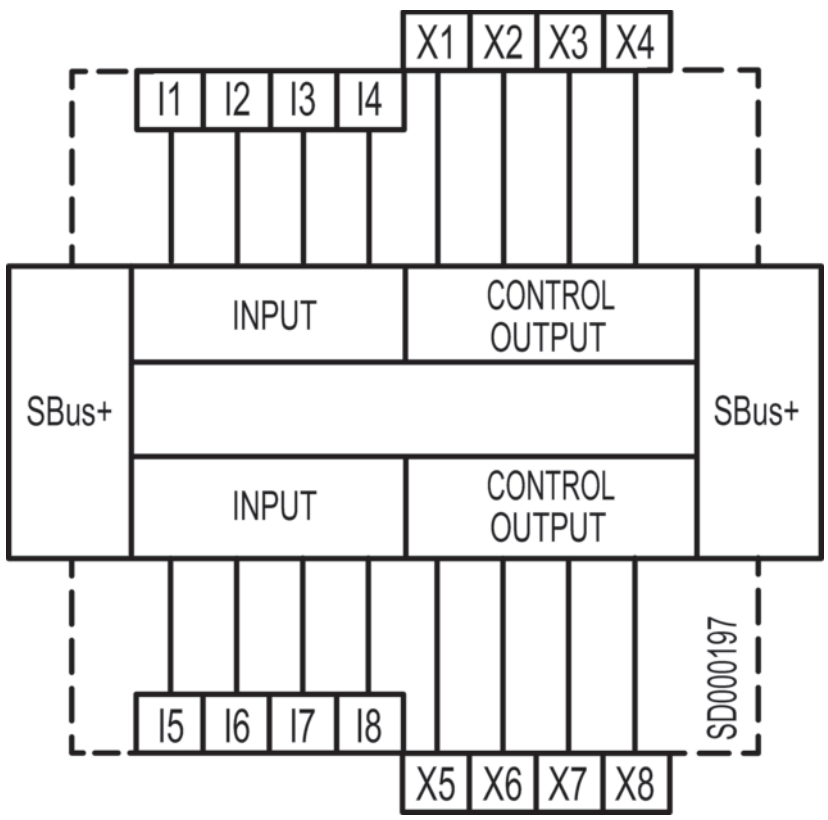 X1 X2 X3 X4
I1 I2 I3 I4
INPUT
CONTROL
OUTPUT
SBus+
SBus+
INPUT
CONTROL
OUTPUT
SD000197
I5 I6 I7 I8
X5 X6 X7 X8